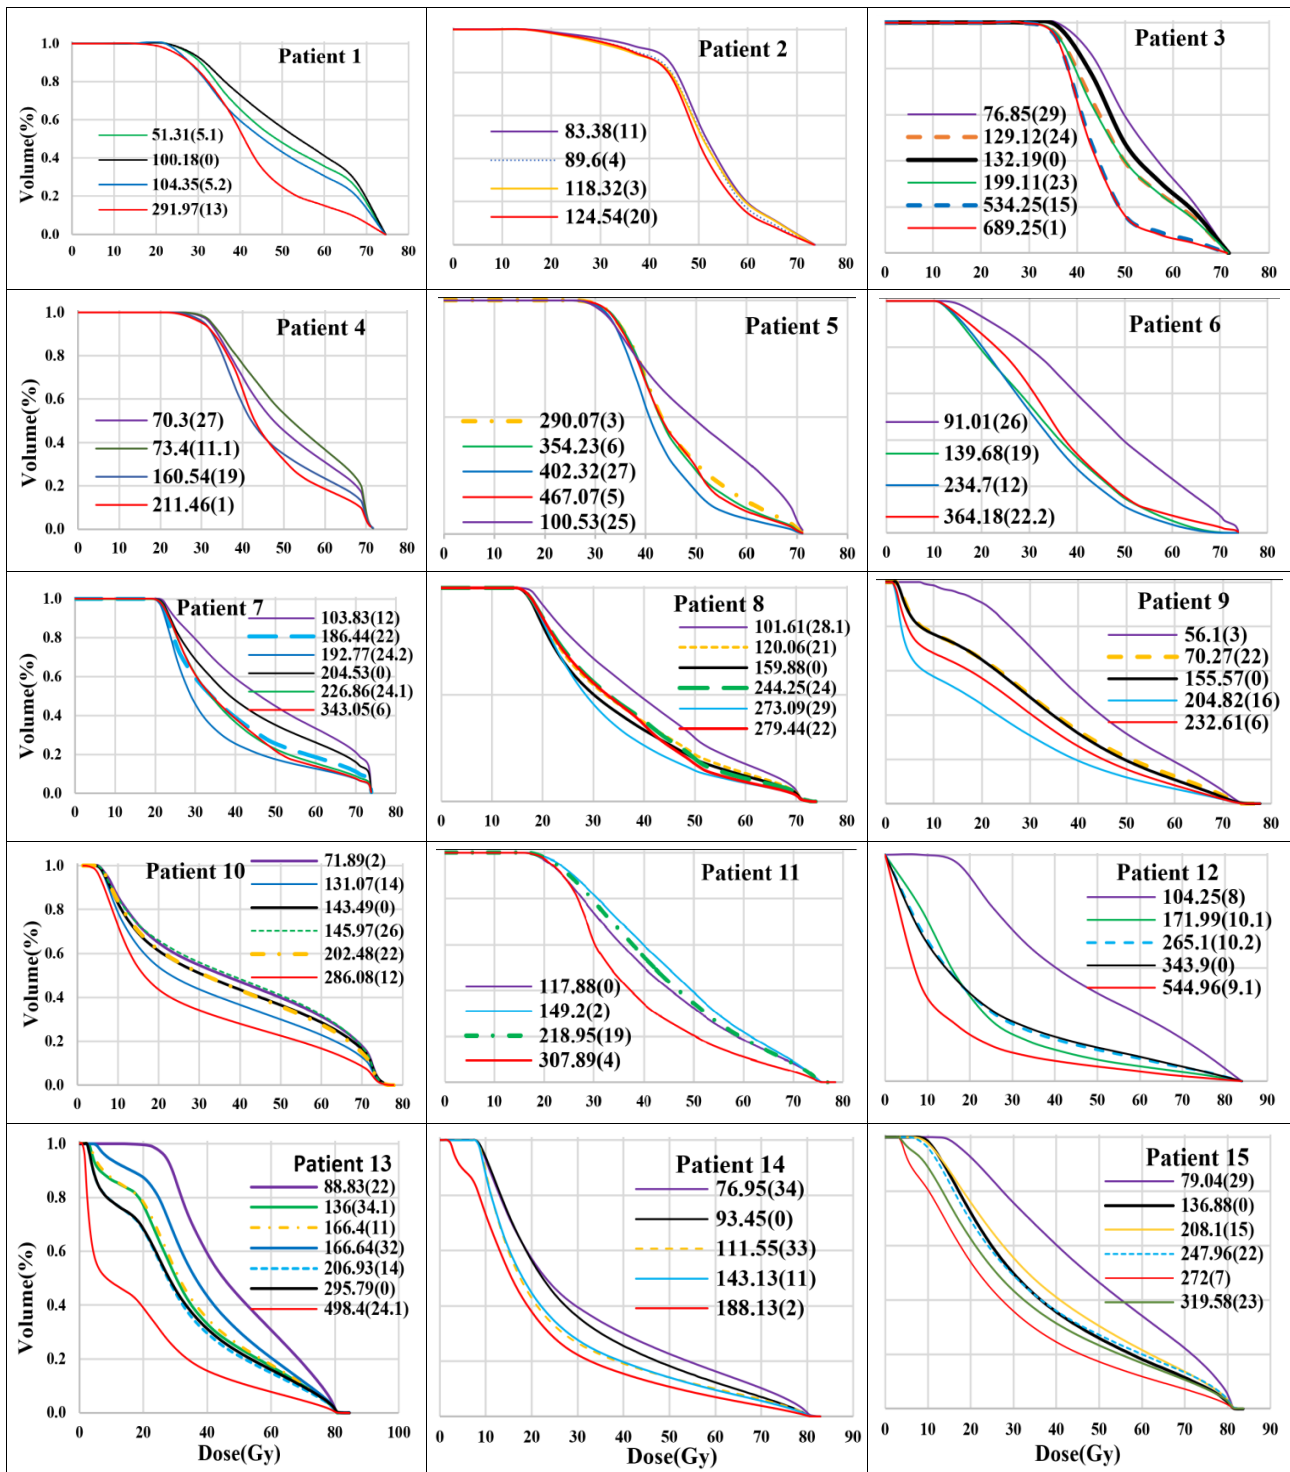 Patient 1
Volume(%)
1.0
0.8
0.6
0.4
0.2
0.0
51.31(5.1)
100.18(0)
104.35(5.2)
291.97(13)
0 10 20 30 40 50 60 70 80
Patient 2
83.38(11)
89.6(4)
118.32(3)
124.54(20)
0 10 20 30 40 50 60 70 80
Patient 3
76.85(29)
129.12(24)
132.19(0)
199.11(23)
534.25(15)
689.25(1)
0 10 20 30 40 50 60 70 80
Patient 4
Volume(%)
1.0
0.8
0.6
0.4
0.2
0.0
70.3(27)
73.4(11.1)
160.54(19)
211.46(1)
0 10 20 30 40 50 60 70 80
Patient 5
290.07(3)
354.23(6)
402.32(27)
467.07(5)
100.53(25)
0 10 20 30 40 50 60 70 80
Patient 6
91.01(26)
139.68(19)
234.7(12)
364.18(22.2)
0 10 20 30 40 50 60 70 80
Patient 7
Volume(%)
1.0
0.8
0.6
0.4
0.2
0.0
103.83(12)
186.44(22)
192.77(24.2)
204.53(0)
226.86(24.1)
343.05(6)
0 10 20 30 40 50 60 70 80
Patient 8
101.61(28.1)
120.06(21)
159.88(0)
244.25(24)
273.09(29)
279.44(22)
0 10 20 30 40 50 60 70 80
Patient 9
56.1(3)
70.27(22)
155.57(0)
204.82(16)
232.61(6)
0 10 20 30 40 50 60 70 80
Patient 10
Volume(%)
1.0
0.8
0.6
0.4
0.2
0.0
71.89(2)
131.07(14)
143.49(0)
145.97(26)
202.48(22)
286.08(12)
0 10 20 30 40 50 60 70 80
Patient 11
117.88(0)
149.2(2)
218.95(19)
307.89(4)
0 10 20 30 40 50 60 70 80
Patient 12
104.25(8)
171.99(10.1)
265.1(10.2)
343.9(0)
544.96(9.1)
0 10 20 30 40 50 60 70 80 90
Patient 13
Volume(%)
1.0
0.8
0.6
0.4
0.2
0.0
88.83(22)
136(34.1)
166.4(11)
166.64(32)
206.93(14)
295.79(0)
498.4(24.1)
0 20 40 60 80 100
Dose(Gy)
Patient 14
76.95(34)
93.45(0)
111.55(33)
143.13(11)
188.13(2)
0 10 20 30 40 50 60 70 80 90
Dose(Gy)
Patient 15
79.04(29)
136.88(0)
208.1(15)
247.96(22)
272(7)
319.58(23)
0 10 20 30 40 50 60 70 80 90
Dose(Gy)